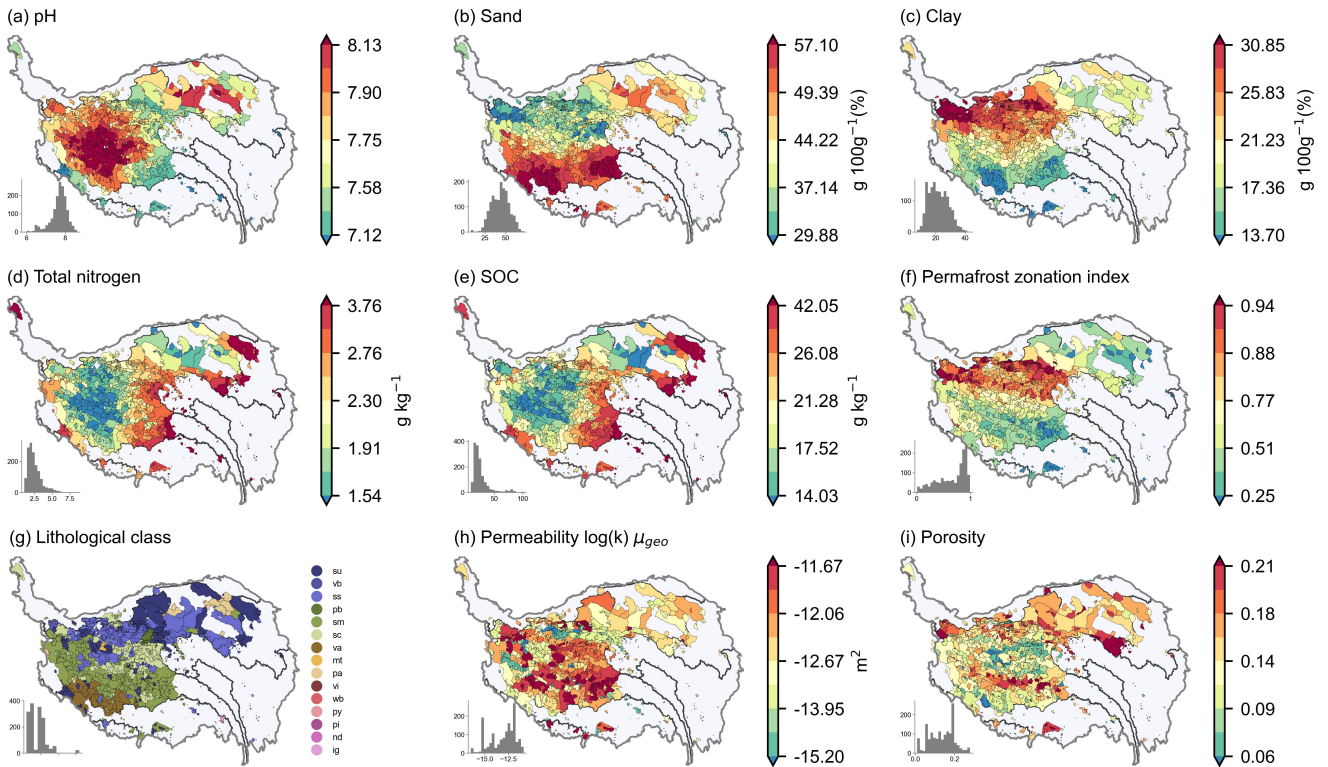 (a) pH
8.13
7.90
7.75
7.58
7.12
200
100
0
6 8
(b) Sand
57.10
49.39
44.22
37.14
29.88
g 100g⁻¹(%)
200
100
0
25 50
(c) Clay
30.85
25.83
21.23
17.36
13.70
g 100g⁻¹(%)
100
0
20 40
(d) Total nitrogen
3.76
2.76
2.30
1.91
1.54
g kg⁻¹
200
0
2.5 5.0 7.5
(e) SOC
42.05
26.08
21.28
17.52
14.03
g kg⁻¹
400
200
0
50 100
(f) Permafrost zonation index
0.94
0.88
0.77
0.51
0.25
200
100
0
0 1
(g) Lithological class
su
vb
ss
pb
sm
sc
va
mt
pa
vi
wb
py
pi
nd
ig
400
200
0
(h) Permeability log(k) μgeo
-11.67
-12.06
-12.67
-13.95
-15.20
m²
200
100
0
−15.0 −12.5
(i) Porosity
0.21
0.18
0.14
0.09
0.06
200
100
0
0.0 0.2